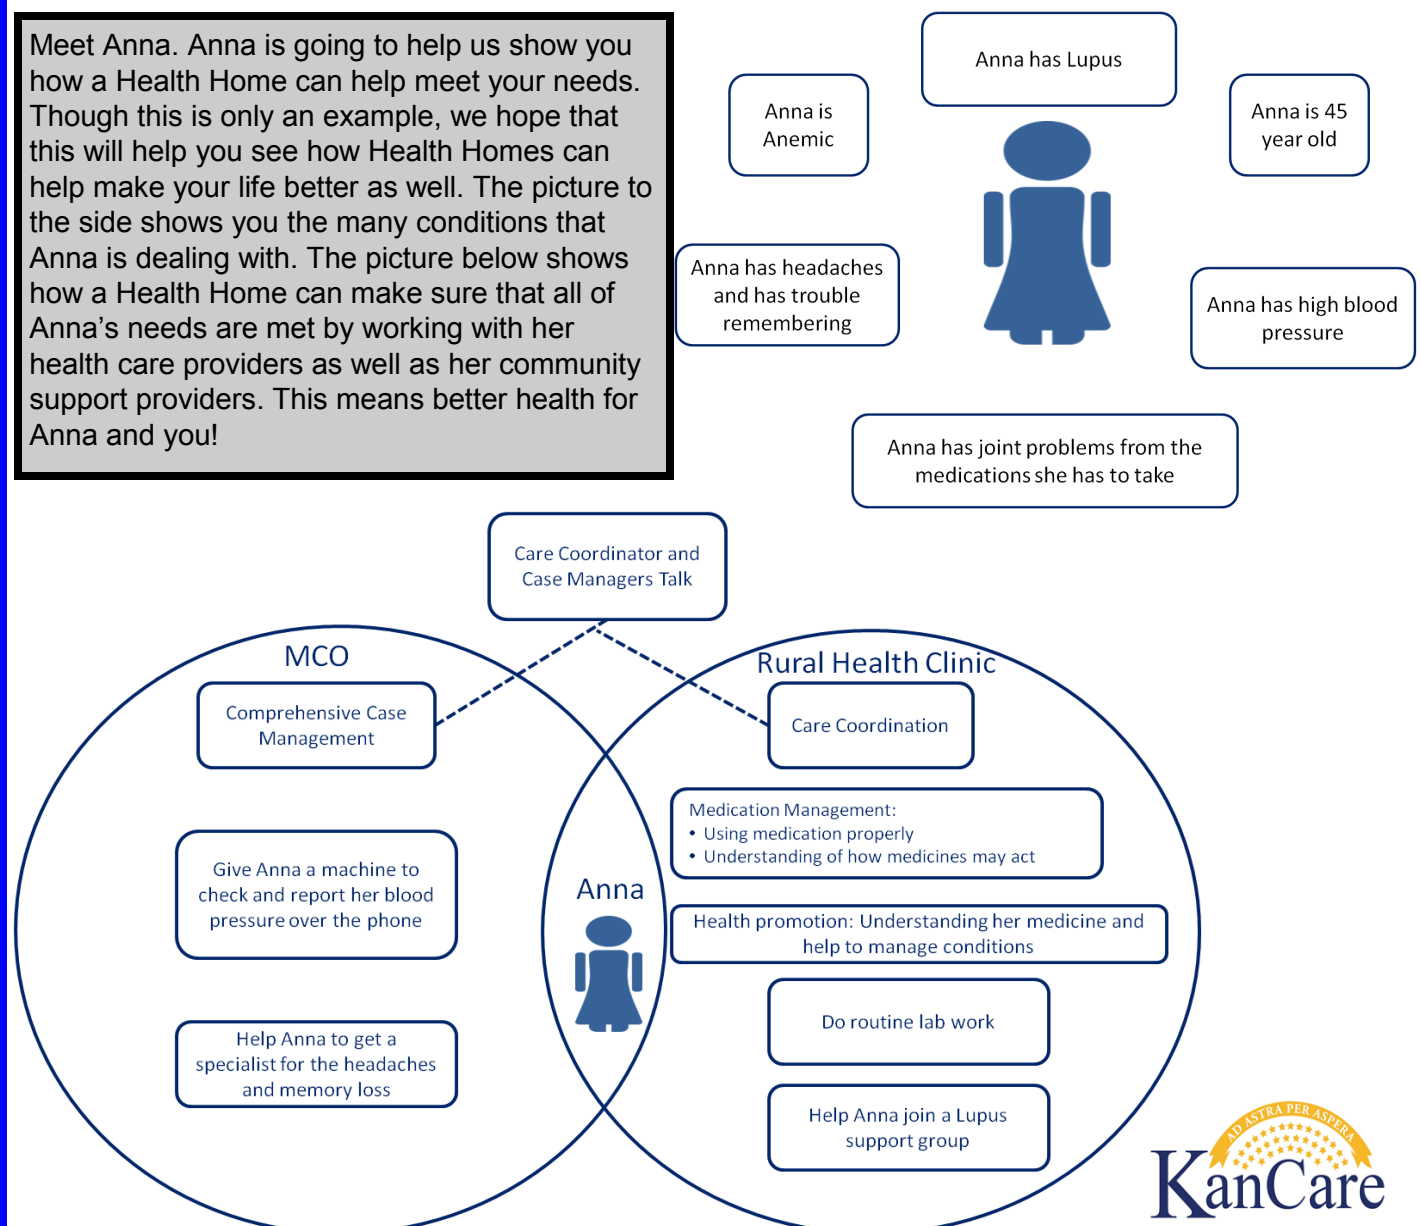 Meet Anna. Anna is going to help us show you
how a Health Home can help meet your needs.
Though this is only an example, we hope that
this will help you see how Health Homes can
help make your life better as well. The picture to
the side shows you the many conditions that
Anna is dealing with. The picture below shows
how a Health Home can make sure that all of
Anna's needs are met by working with her
health care providers as well as her community
support providers. This means better health for
Anna and you!
Anna has Lupus
Anna is
Anemic
Anna is 45
year old
Anna has headaches
and has trouble
remembering
Anna has high blood
pressure
Anna has joint problems from the
medications she has to take
Care Coordinator and
Case Managers Talk
MCO
Comprehensive Case
Management
Give Anna a machine to
check and report her blood
pressure over the phone
Help Anna to get a
specialist for the headaches
and memory loss
Anna
Rural Health Clinic
Care Coordination
Medication Management:
• Using medication properly
• Understanding of how medicines may act
Health promotion: Understanding her medicine and
help to manage conditions
Do routine lab work
Help Anna join a Lupus
support group
AD ASTRA PER ASPERA
KanCare